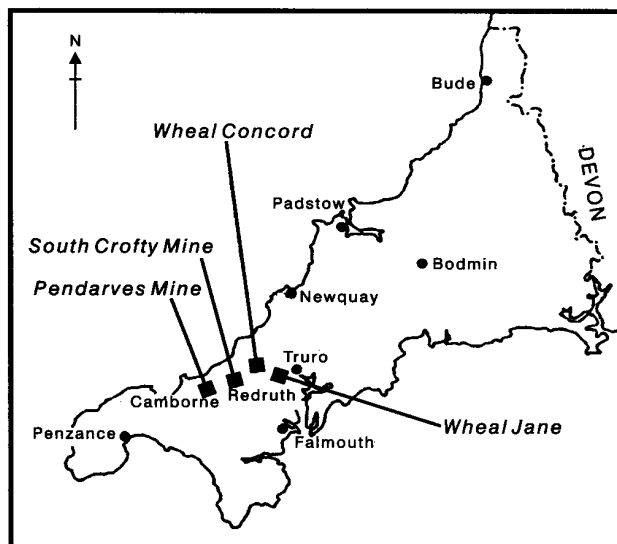 N
Bude
Wheal Concord
DEVON
Padstow
South Crofty Mine
Bodmin
Pendarves Mine
Newquay
Truro
Camborne
Redruth
Wheal Jane
Penzance
Falmouth